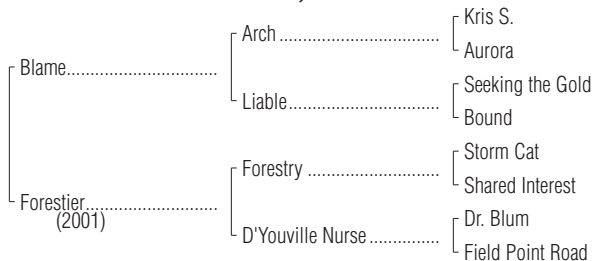 Kris S.
Arch ..................................
Aurora
Blame................................
Seeking the Gold
Liable................................
Bound
Storm Cat
Forestry ............................
Shared Interest
Forestier............................
(2001)
Dr. Blum
D'Youville Nurse...............
Field Point Road